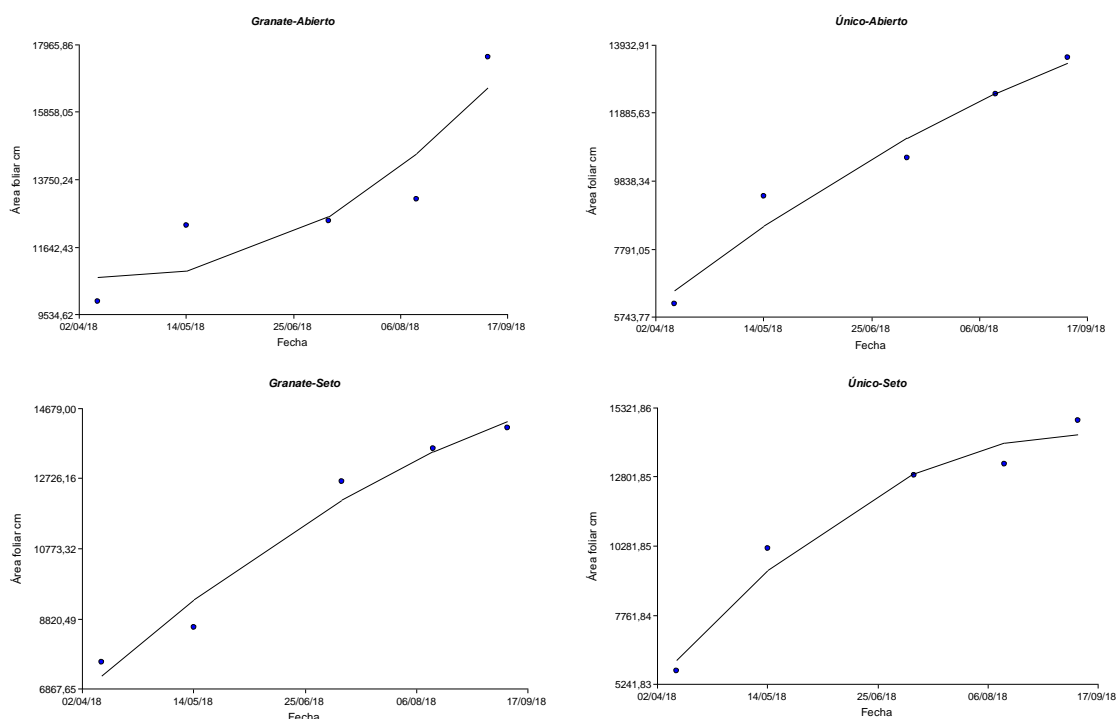 Granate-Abierto
17965,86
15858,05
13750,24
11642,43
9534,62
Área foliar cm
02/04/18 14/05/18 25/06/18 06/08/18 17/09/18
Fecha
Único-Abierto
13932,91
11885,63
9838,34
7791,05
5743,77
Área foliar cm
02/04/18 14/05/18 25/06/18 06/08/18 17/09/18
Fecha
Granate-Seto
14679,00
12726,16
10773,32
8820,49
6867,65
Área foliar cm
02/04/18 14/05/18 25/06/18 06/08/18 17/09/18
Fecha
Único-Seto
15321,86
12801,85
10281,85
7761,84
5241,83
Área foliar cm
02/04/18 14/05/18 25/06/18 06/08/18 17/09/18
Fecha